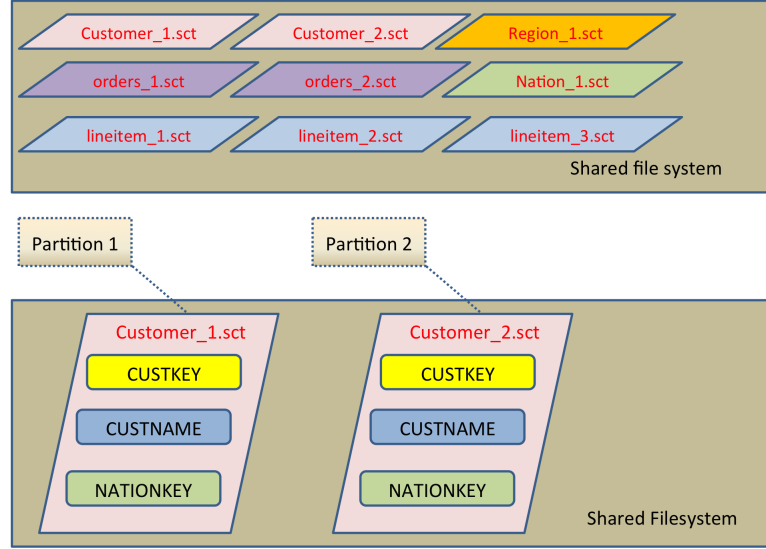 Customer_1.sct
Customer_2.sct
Region_1.sct
orders_1.sct
orders_2.sct
Nation_1.sct
lineitem_1.sct
lineitem_2.sct
lineitem_3.sct
Shared file system
Partition 1
Partition 2
Customer_1.sct
CUSTKEY
CUSTNAME
NATIONKEY
Customer_2.sct
CUSTKEY
CUSTNAME
NATIONKEY
Shared Filesystem